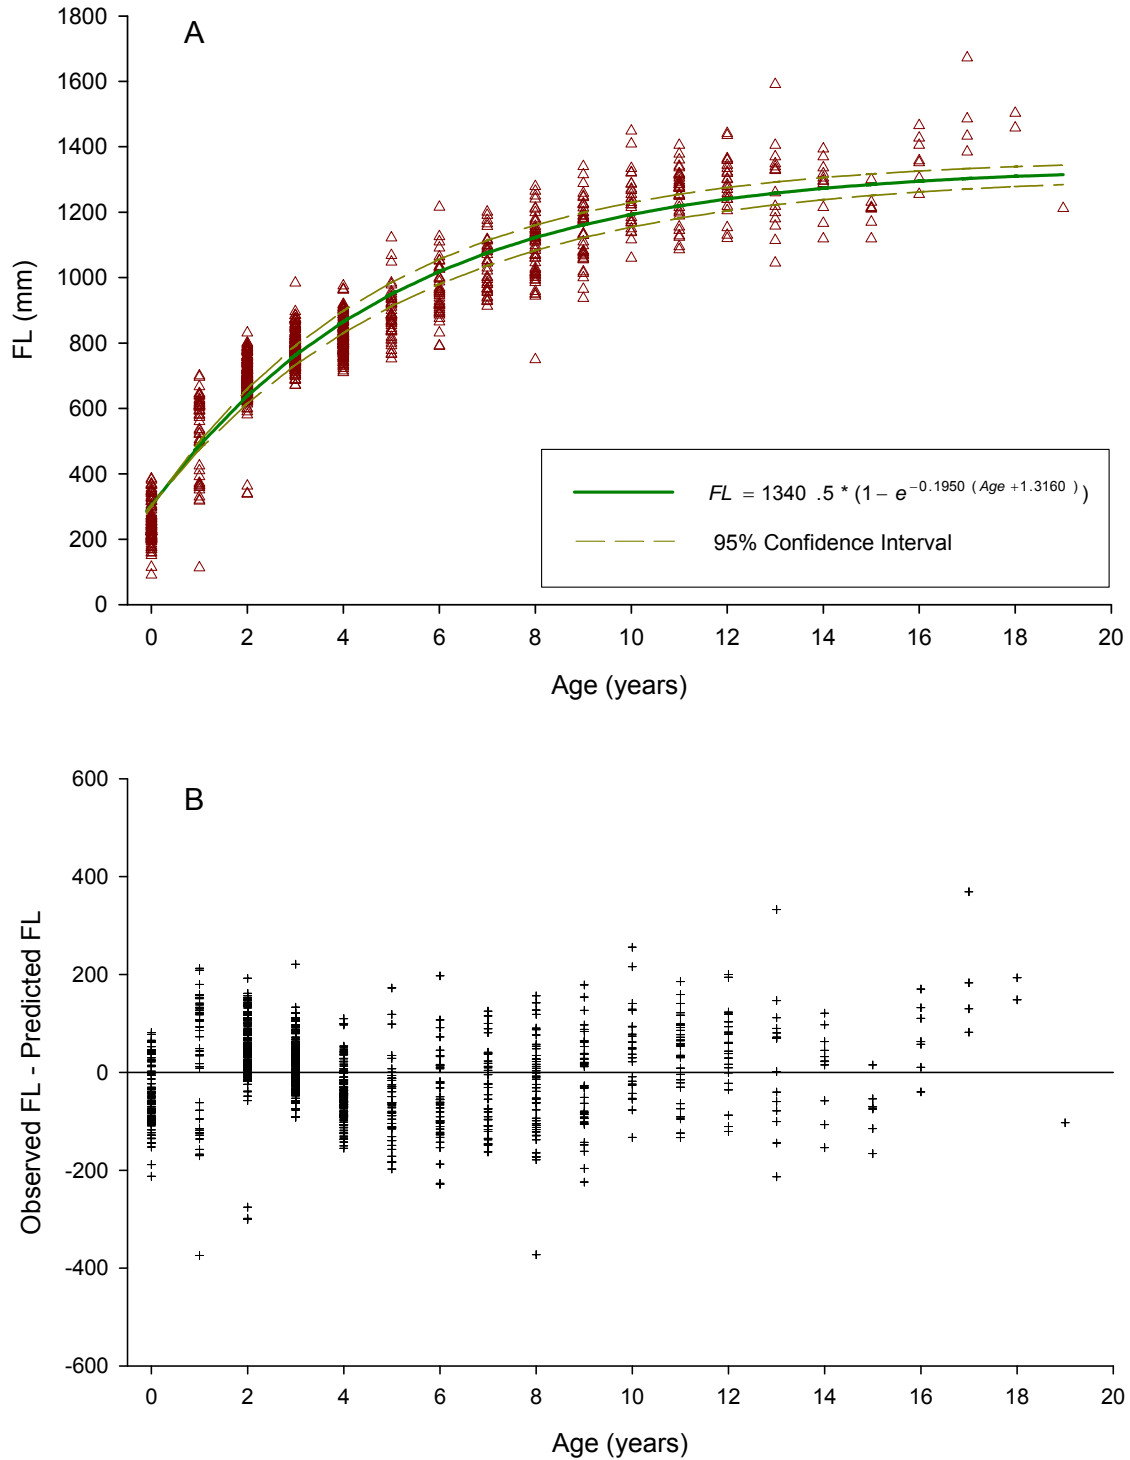 A
1800
1600
1400
1200
1000
800
600
400
200
0
FL (mm)
FL = 1340 .5 * (1 − e^−0.1950 (Age +1.3160 ))
95% Confidence Interval
0 2 4 6 8 10 12 14 16 18 20
Age (years)
B
600
400
200
0
-200
-400
-600
Observed FL - Predicted FL
0 2 4 6 8 10 12 14 16 18 20
Age (years)